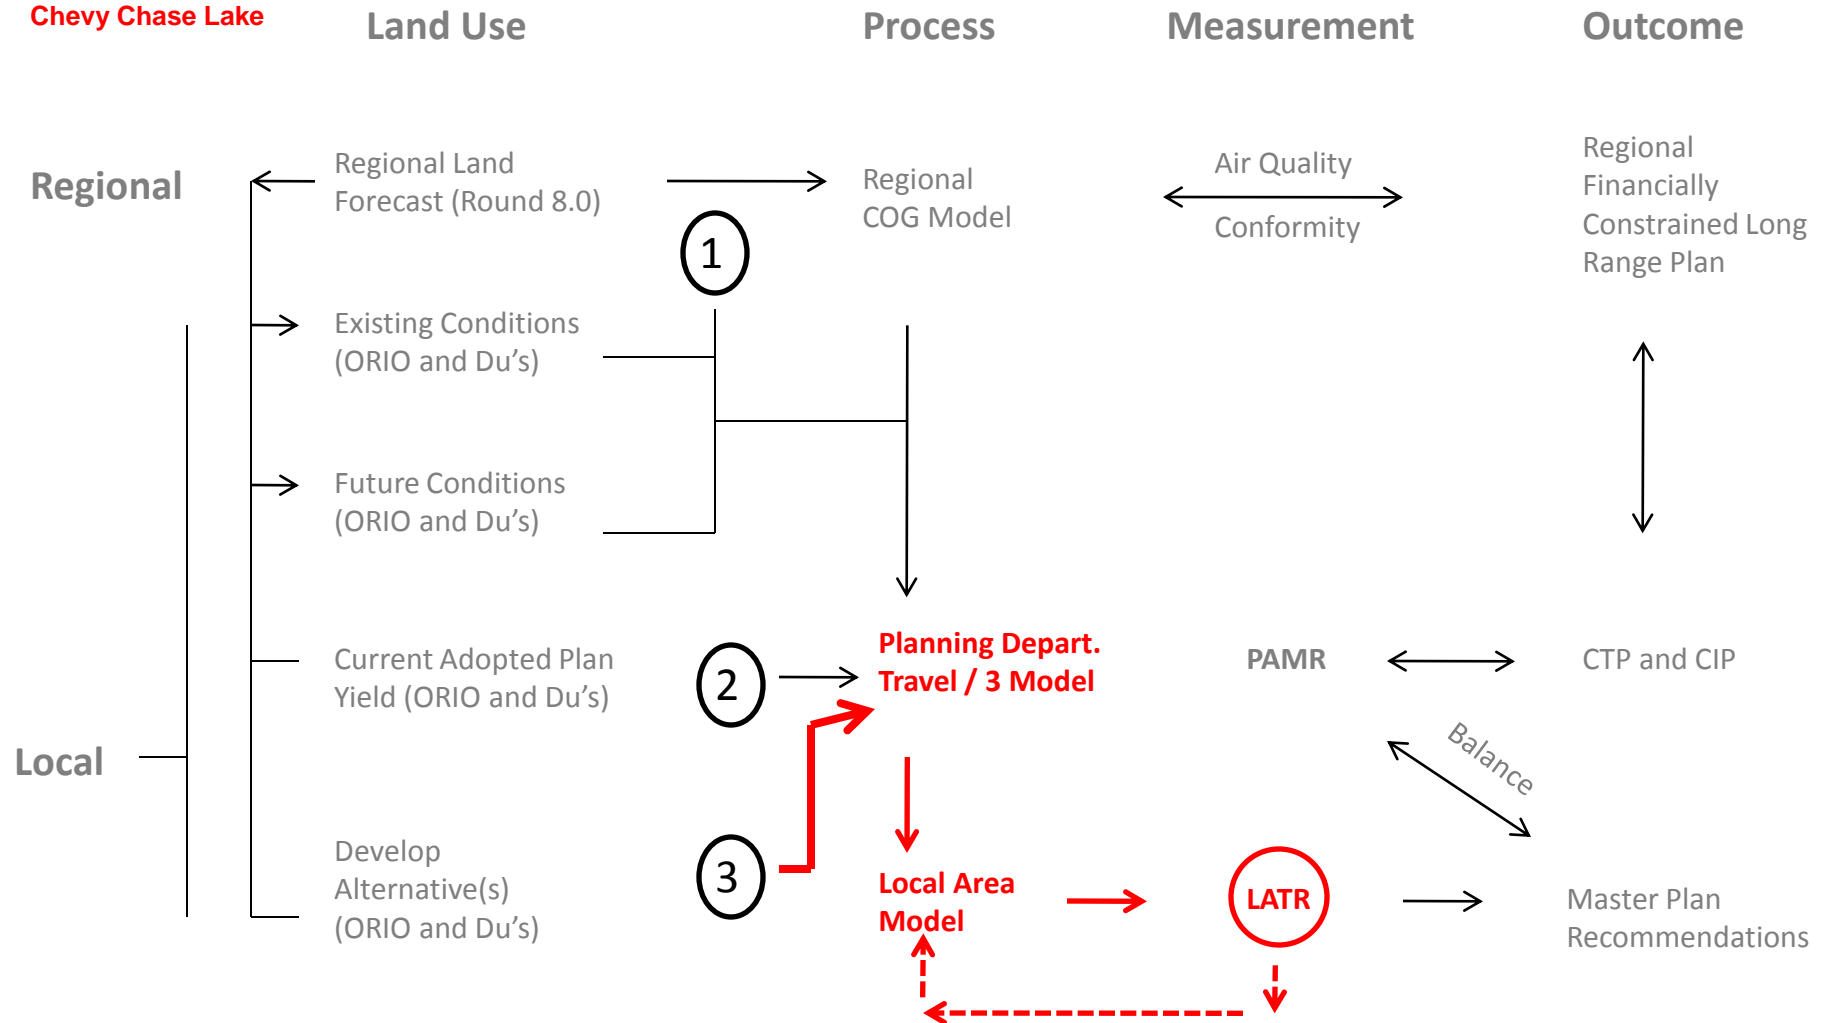 Chevy Chase Lake
Land Use
Process
Measurement
Outcome
Regional
Regional Land
Forecast (Round 8.0)
Regional
COG Model
Air Quality
Conformity
Regional
Financially
Constrained Long
Range Plan
1
Existing Conditions
(ORIO and Du's)
Future Conditions
(ORIO and Du's)
Local
Current Adopted Plan
Yield (ORIO and Du's)
2
Planning Depart.
Travel / 3 Model
PAMR
CTP and CIP
Balance
Develop
Alternative(s)
(ORIO and Du's)
3
Local Area
Model
LATR
Master Plan
Recommendations